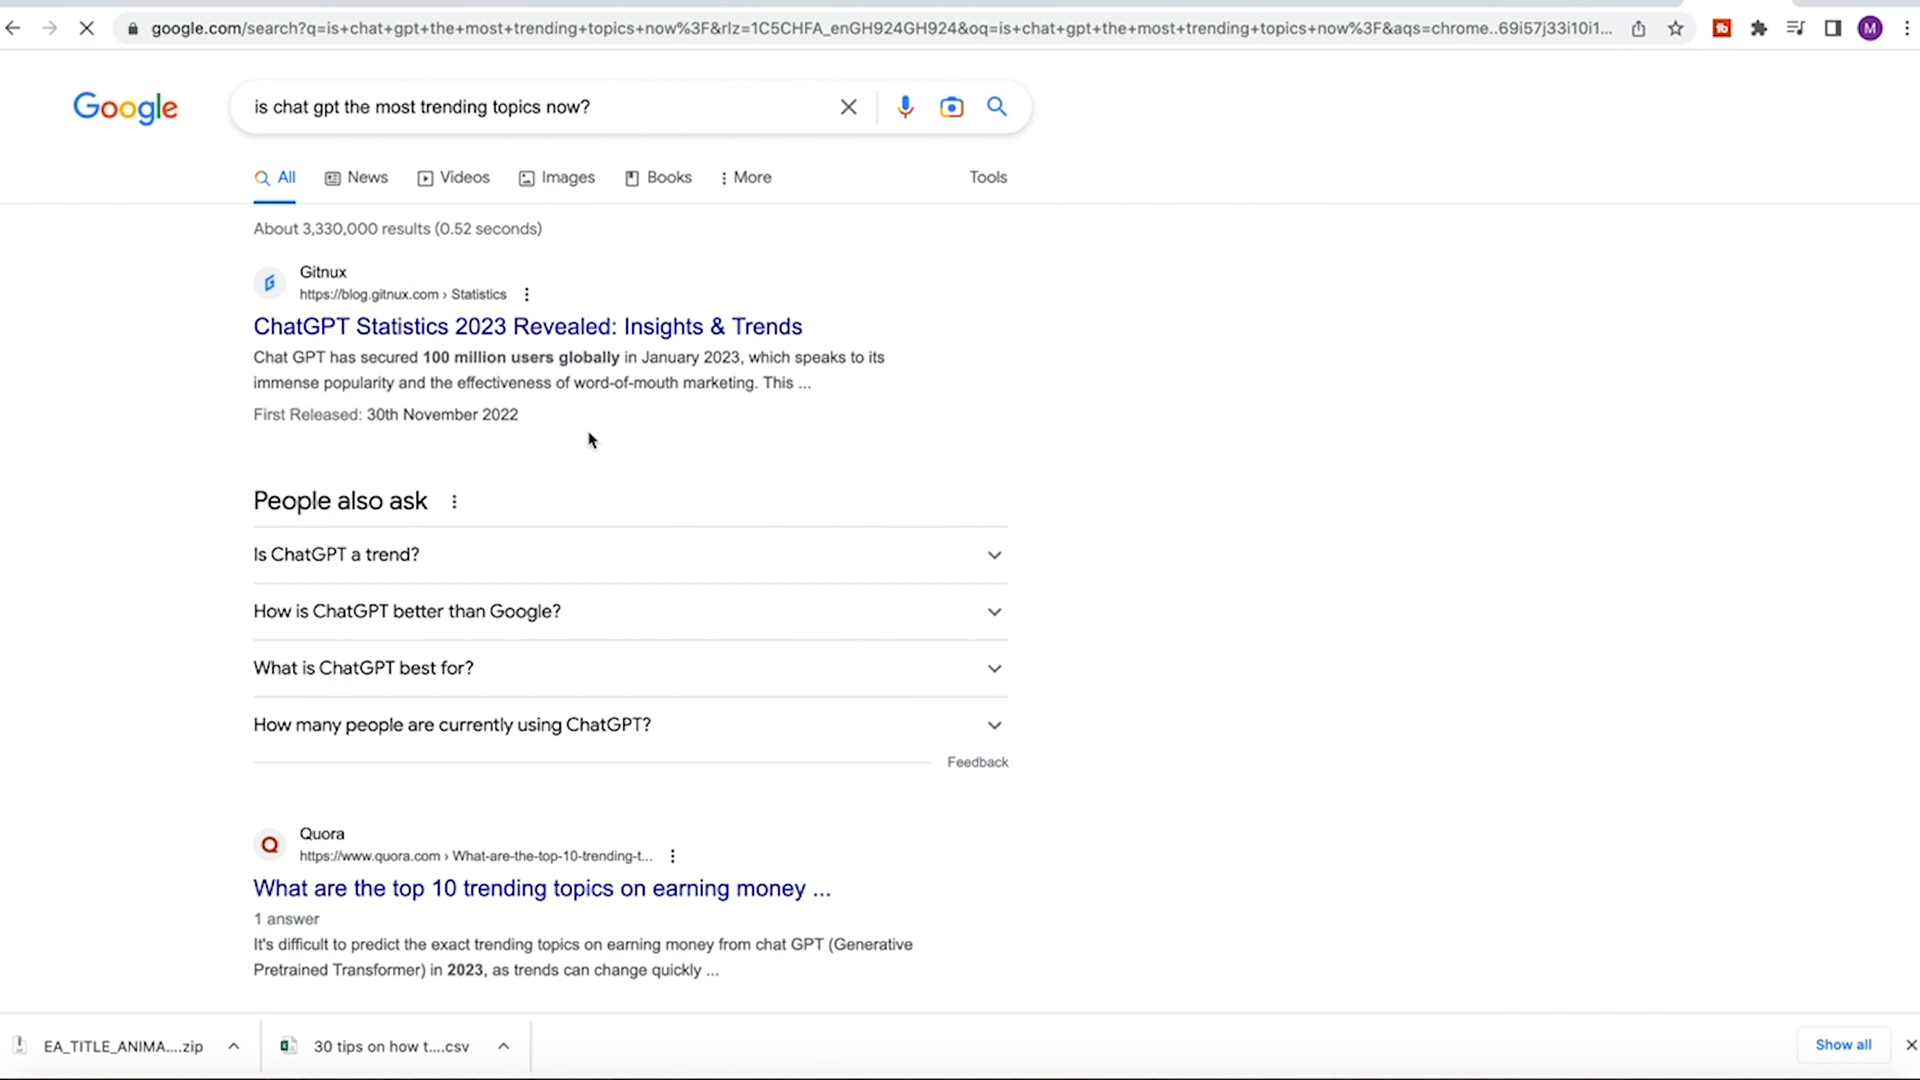 google.com/search?q=is+chat+gpt+the+most+trending+topics+now%3F&rlz=1C5CHFA_enGH924GH924&oq=is+chat+gpt+the+most+trending+topics+now%3F&aqs=chrome..69i57j33i10i1...
M
Google
is chat gpt the most trending topics now?
All News Videos Images Books More Tools
About 3,330,000 results (0.52 seconds)
Gitnux
https://blog.gitnux.com › Statistics
ChatGPT Statistics 2023 Revealed: Insights & Trends
Chat GPT has secured 100 million users globally in January 2023, which speaks to its
immense popularity and the effectiveness of word-of-mouth marketing. This ...
First Released: 30th November 2022
People also ask
Is ChatGPT a trend?
How is ChatGPT better than Google?
What is ChatGPT best for?
How many people are currently using ChatGPT?
Feedback
Quora
https://www.quora.com › What-are-the-top-10-trending-t...
What are the top 10 trending topics on earning money ...
1 answer
It's difficult to predict the exact trending topics on earning money from chat GPT (Generative
Pretrained Transformer) in 2023, as trends can change quickly ...
EA_TITLE_ANIMA....zip 30 tips on how t....csv Show all